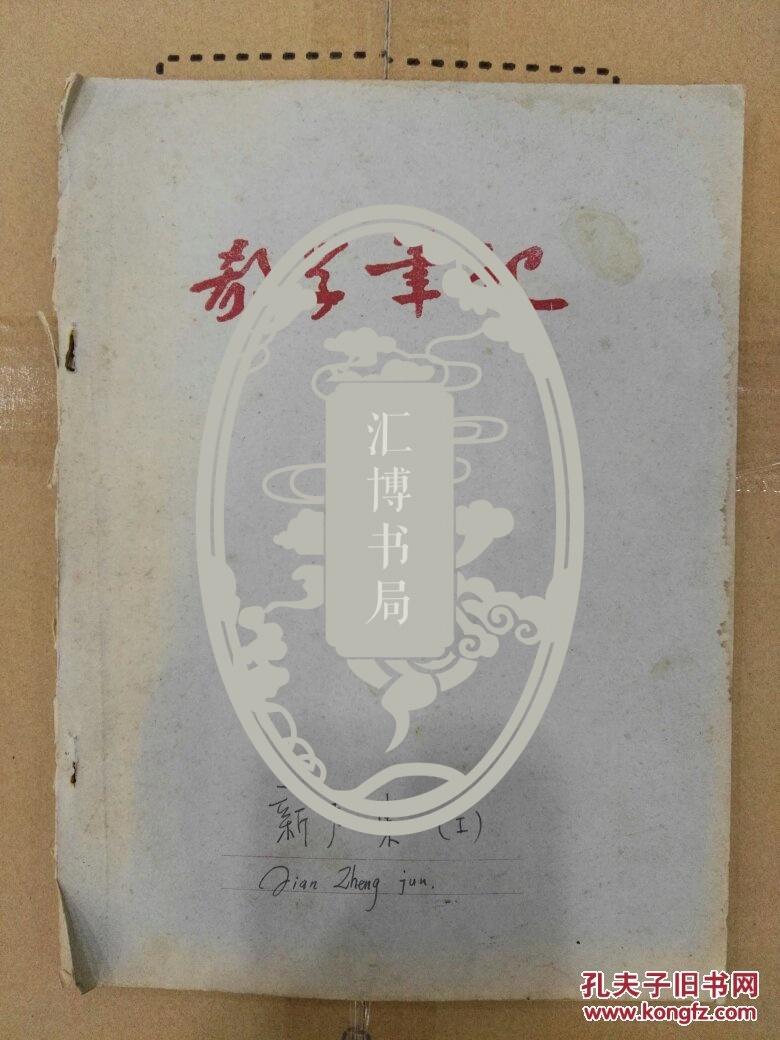 教学笔记
汇博书局
新 (I)
Jian Zheng jun.
孔夫子旧书网
www.kongfz.com